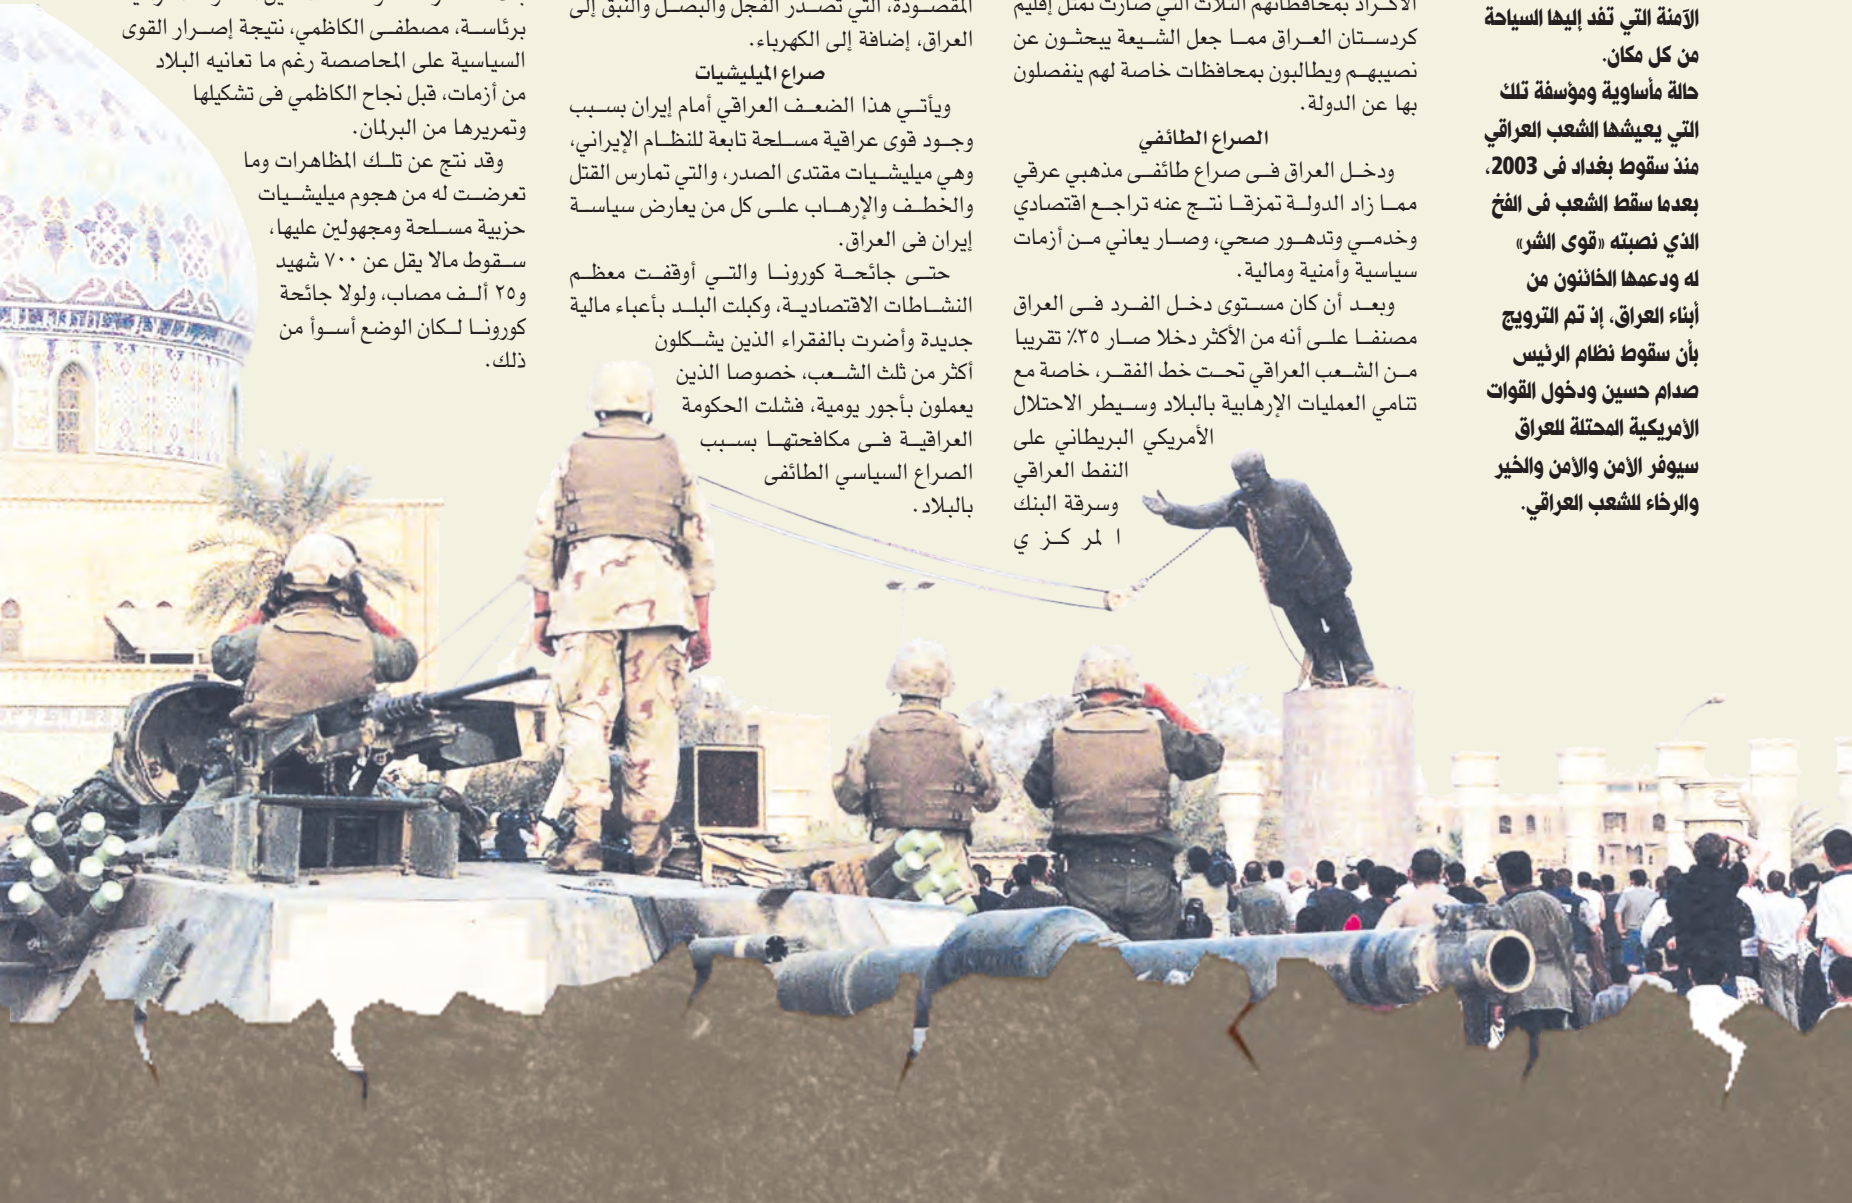 الآمنة التي تفد إليها السياحة
من كل مكان.
حالة مأساوية ومؤسفة تلك
التي يعيشها الشعب العراقي
منذ سقوط بغداد فى 2003،
بعدما سقط الشعب فى الفخ
الذي نصبته «قوى الشر»
له ودعمها الخائنون من
أبناء العراق، إذ تم الترويج
بأن سقوط نظام الرئيس
صدام حسين ودخول القوات
الأمريكية المحتلة للعراق
سيوفر الأمن والأمن والخير
والرخاء للشعب العراقي.
الأكراد بمحافظاتهم الثلاث التي صارت تمثل إقليم
كردستان العراق مما جعل الشيعة يبحثون عن
نصيبهم ويطالبون بمحافظات خاصة لهم ينفصلون
بها عن الدولة.
الصراع الطائفي
ودخل العراق فى صراع طائفى مذهبي عرقي
مما زاد الدولة تمزقا نتج عنه تراجع اقتصادي
وخدمي وتدهور صحي، وصار يعاني من أزمات
سياسية وأمنية ومالية.
وبعد أن كان مستوى دخل الفرد فى العراق
مصنفا على أنه من الأكثر دخلا صار ٣٥٪ تقريبا
من الشعب العراقي تحت خط الفقر، خاصة مع
تنامي العمليات الإرهابية بالبلاد وسيطر الاحتلال
الأمريكي البريطاني على
النفط العراقي
وسرقة البنك
المركزي
المقصودة، التي تصدر الفجل والبصل والنبق إلى
العراق، إضافة إلى الكهرباء.
صراع الميليشيات
ويأتي هذا الضعف العراقي أمام إيران بسبب
وجود قوى عراقية مسلحة تابعة للنظام الإيراني،
وهي ميليشيات مقتدى الصدر، والتي تمارس القتل
والخطف والإرهاب على كل من يعارض سياسة
إيران فى العراق.
حتى جائحة كورونا والتي أوقفت معظم
النشاطات الاقتصادية، وكبلت البلد بأعباء مالية
جديدة وأضرت بالفقراء الذين يشكلون
أكثر من ثلث الشعب، خصوصا الذين
يعملون بأجور يومية، فشلت الحكومة
العراقية فى مكافحتها بسبب
الصراع السياسي الطائفى
بالبلاد.
برئاسة، مصطفى الكاظمي، نتيجة إصرار القوى
السياسية على المحاصصة رغم ما تعانيه البلاد
من أزمات، قبل نجاح الكاظمي فى تشكيلها
وتمريرها من البرلمان.
وقد نتج عن تلك المظاهرات وما
تعرضت له من هجوم ميليشيات
حزبية مسلحة ومجهولين عليها،
سقوط مالا يقل عن ٧٠٠ شهيد
و٢٥ ألف مصاب، ولولا جائحة
كورونا لكان الوضع أسوأ من
ذلك.